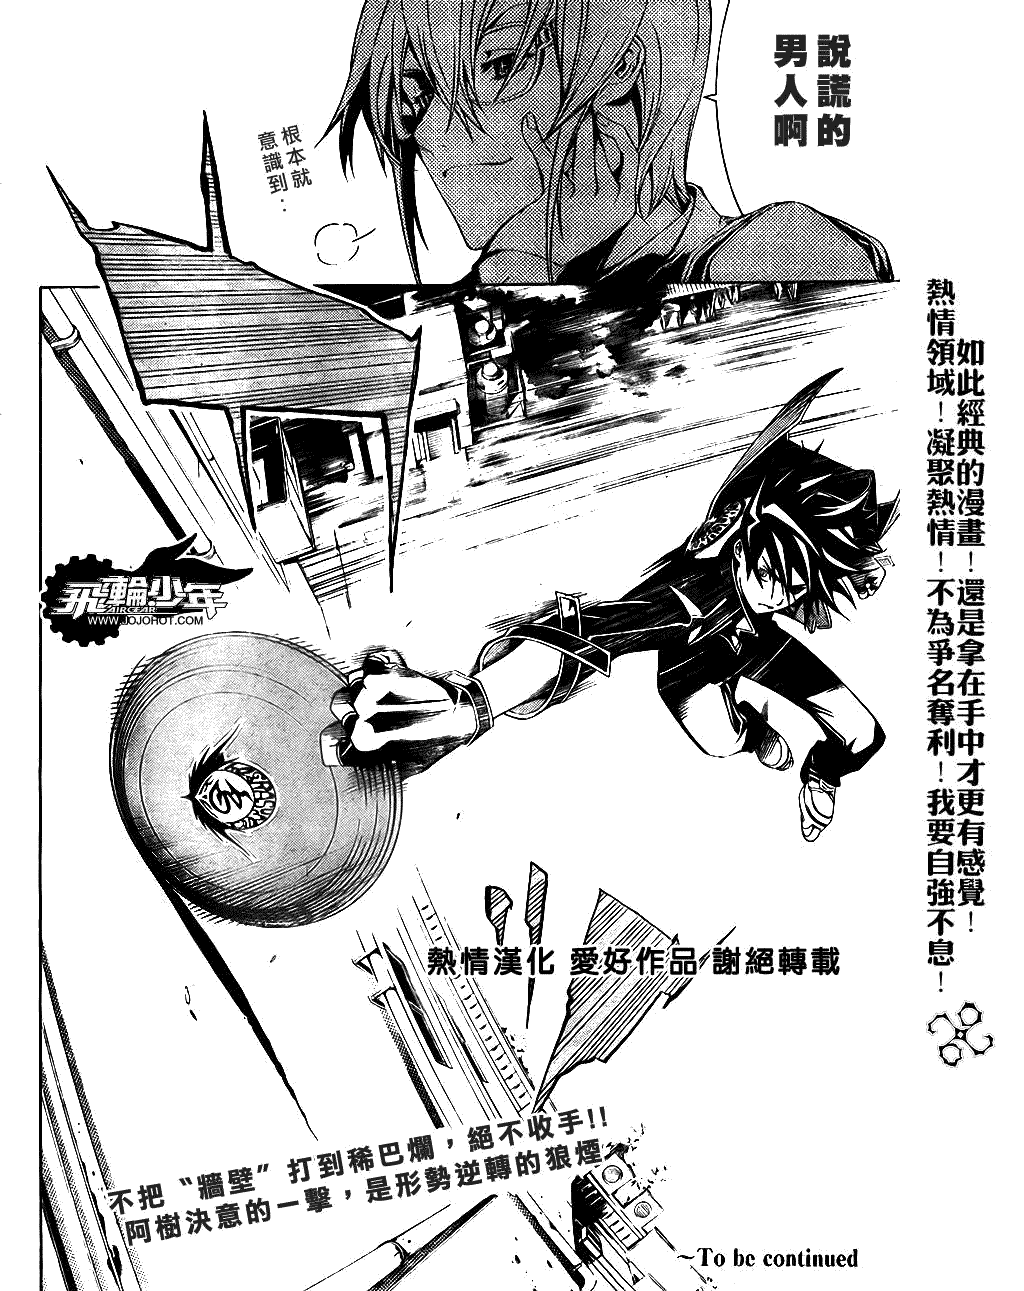 說謊的
男人啊
根本就
意識到..
如此經典的漫畫！還是拿在手中才更有感覺！
熱情領域！凝聚熱情！不為爭名奪利！我要自強不息！
飛輪少年
AIRGEAR
WWW.JOJOHOT.COM
熱情漢化 愛好作品 謝絕轉載
不把〝牆壁〞打到稀巴爛，絕不收手!!
阿樹決意的一擊，是形勢逆轉的狼煙
~To be continued